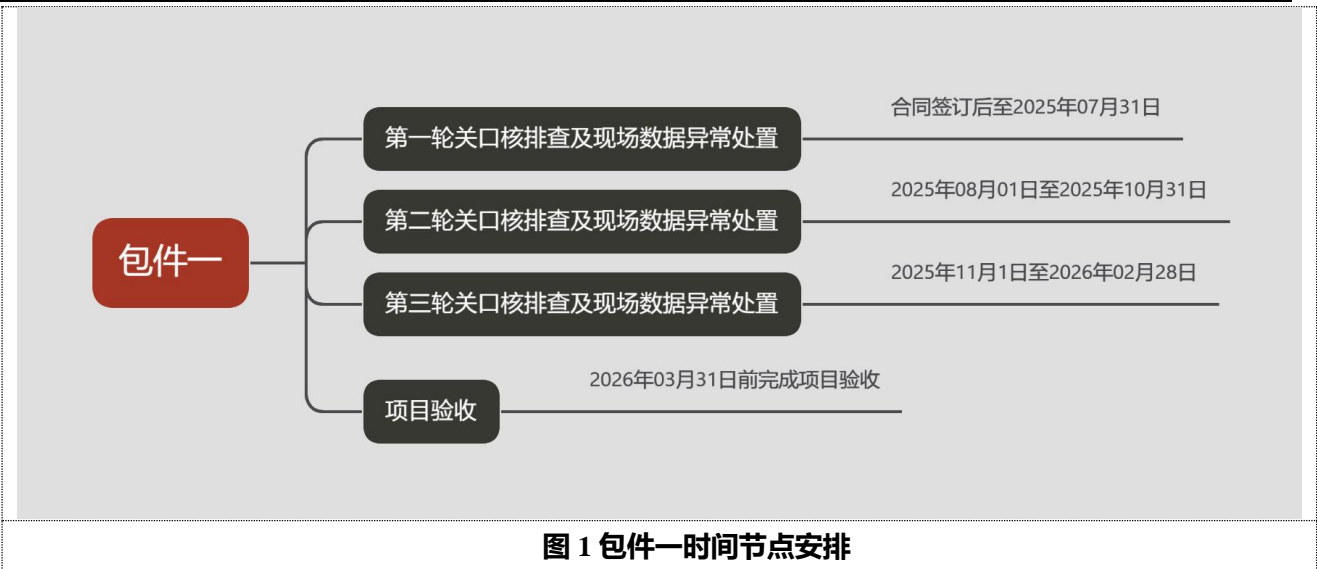 包件一
第一轮关口核排查及现场数据异常处置
合同签订后至2025年07月31日
第二轮关口核排查及现场数据异常处置
2025年08月01日至2025年10月31日
第三轮关口核排查及现场数据异常处置
2025年11月1日至2026年02月28日
项目验收
2026年03月31日前完成项目验收
图 1 包件一时间节点安排